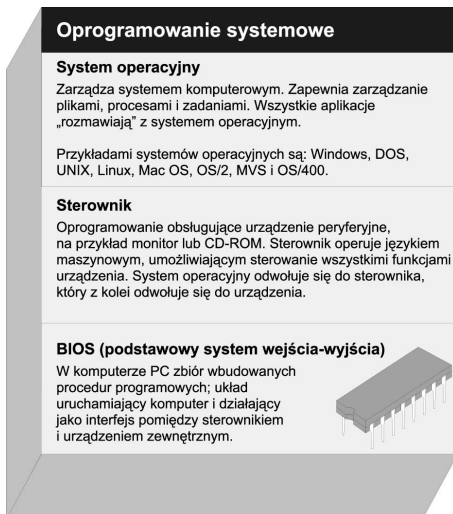 Oprogramowanie systemowe
System operacyjny
Zarządza systemem komputerowym. Zapewnia zarządzanie
plikami, procesami i zadaniami. Wszystkie aplikacje
„rozmawiają” z systemem operacyjnym.
Przykładami systemów operacyjnych są: Windows, DOS,
UNIX, Linux, Mac OS, OS/2, MVS i OS/400.
Sterownik
Oprogramowanie obsługujące urządzenie peryferyjne,
na przykład monitor lub CD-ROM. Sterownik operuje językiem
maszynowym, umożliwiającym sterowanie wszystkimi funkcjami
urządzenia. System operacyjny odwołuje się do sterownika,
który z kolei odwołuje się do urządzenia.
BIOS (podstawowy system wejścia-wyjścia)
W komputerze PC zbiór wbudowanych
procedur programowych; układ
uruchamiający komputer i działający
jako interfejs pomiędzy sterownikiem
i urządzeniem zewnętrznym.